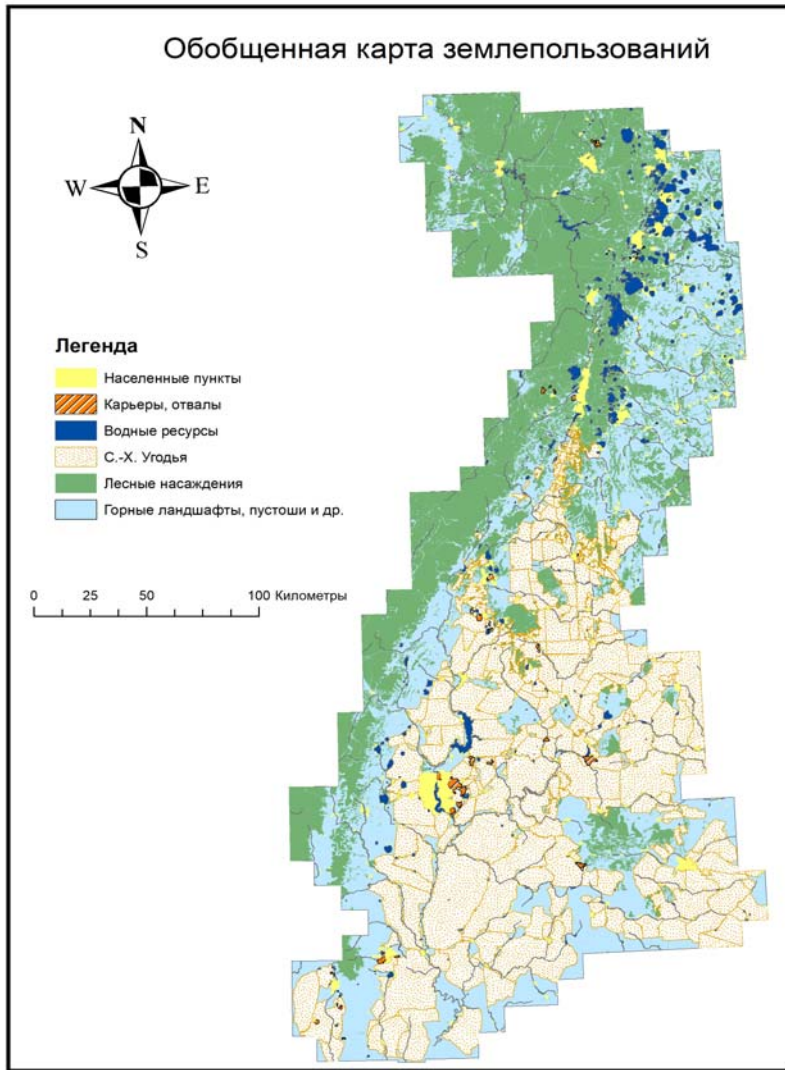 Обобщенная карта землепользований
N
W E
S
Легенда
Населенные пункты
Карьеры, отвалы
Водные ресурсы
С.-Х. Угодья
Лесные насаждения
Горные ландшафты, пустоши и др.
0 25 50 100 Километры